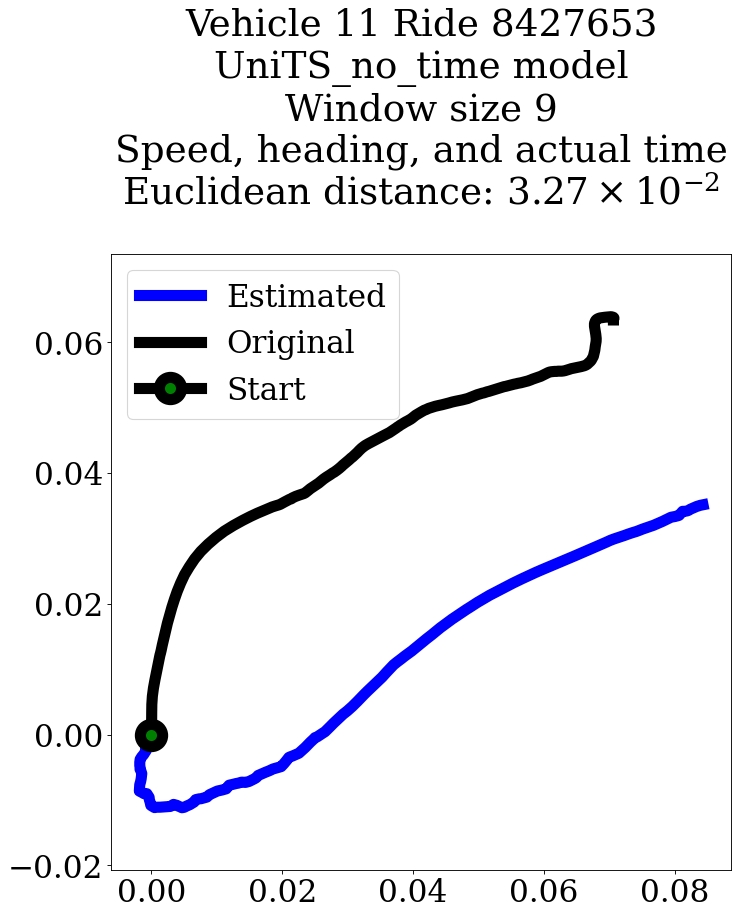 Vehicle 11 Ride 8427653
UniTS_no_time model
Window size 9
Speed, heading, and actual time
Euclidean distance: 3.27 × 10⁻²
Estimated
Original
Start
0.06
0.04
0.02
0.00
−0.02
0.00 0.02 0.04 0.06 0.08